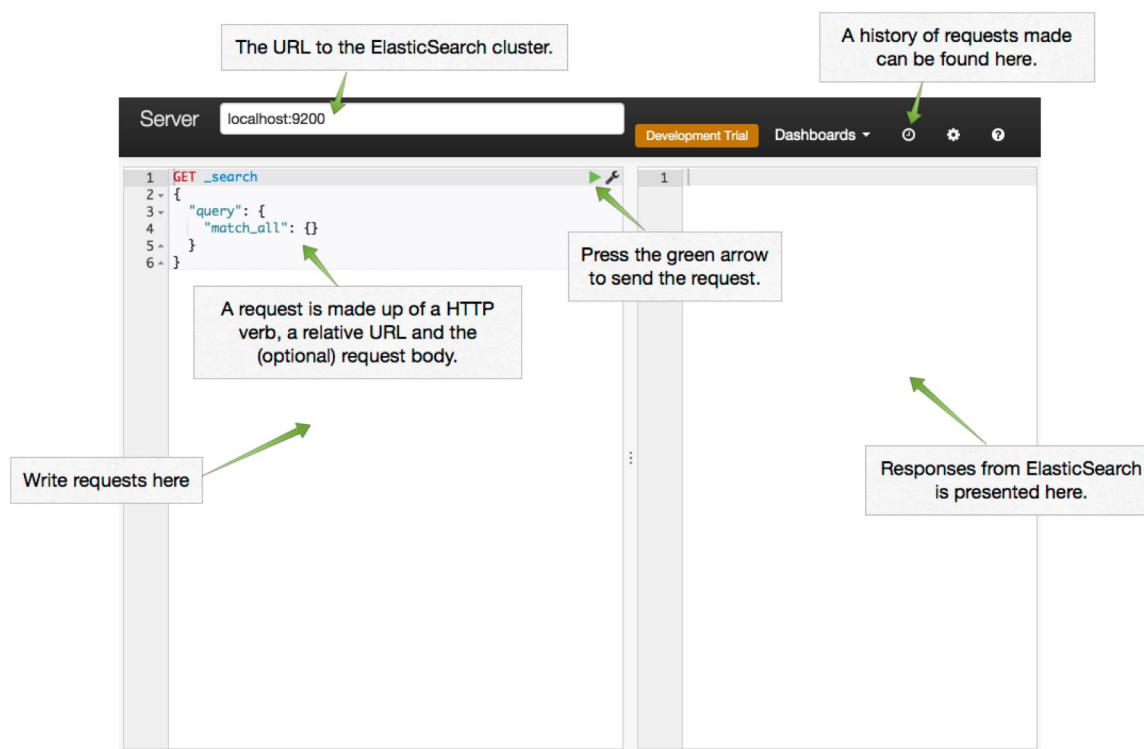 The URL to the ElasticSearch cluster.
A history of requests made
can be found here.
Server
localhost:9200
Development Trial
Dashboards
1 GET _search
2 {
3 "query": {
4 "match_all": {}
5 }
6 }
1
Press the green arrow
to send the request.
A request is made up of a HTTP
verb, a relative URL and the
(optional) request body.
Write requests here
Responses from ElasticSearch
is presented here.